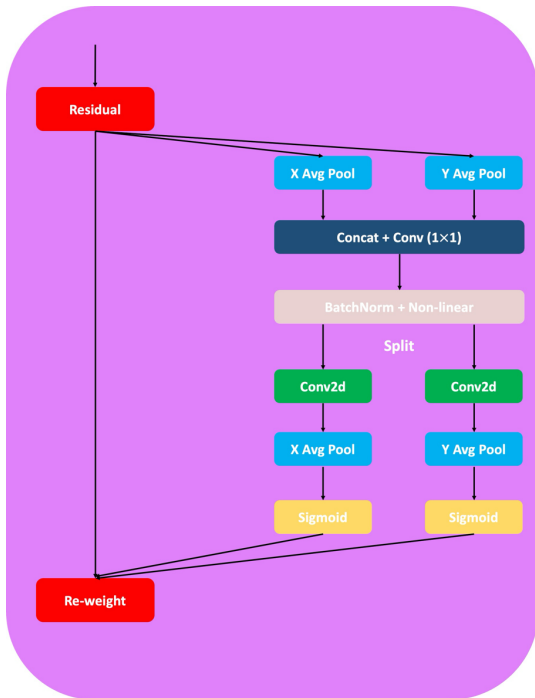 Residual
X Avg Pool
Y Avg Pool
Concat + Conv (1×1)
BatchNorm + Non-linear
Split
Conv2d
Conv2d
X Avg Pool
Y Avg Pool
Sigmoid
Sigmoid
Re-weight